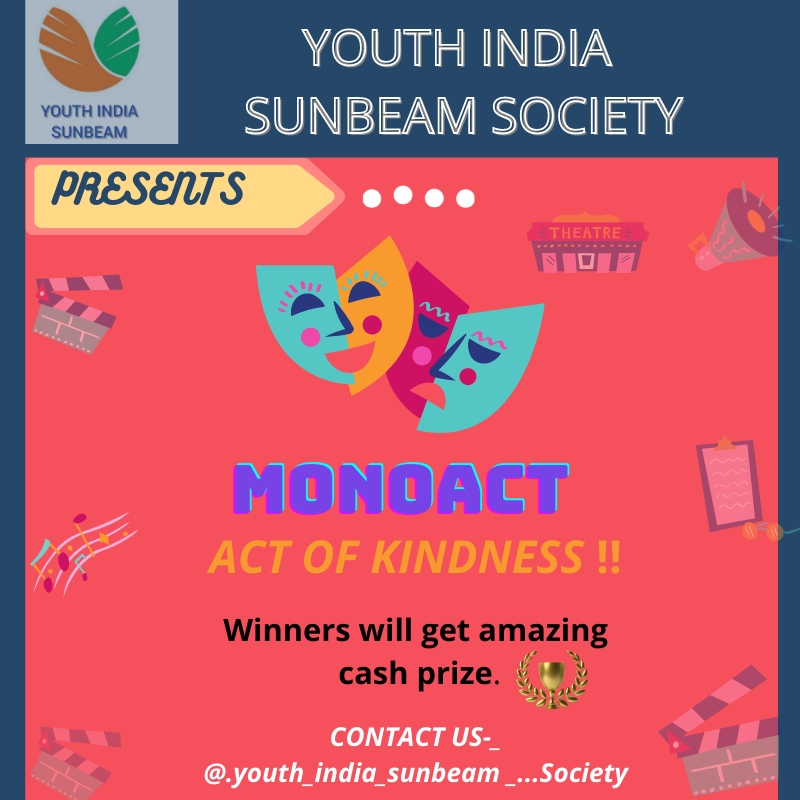 YOUTH INDIA
SUNBEAM
YOUTH INDIA
SUNBEAM SOCIETY
PRESENTS
THEATRE
MONOACT
ACT OF KINDNESS !!
Winners will get amazing
cash prize.
CONTACT US-_
@.youth_india_sunbeam _...Society